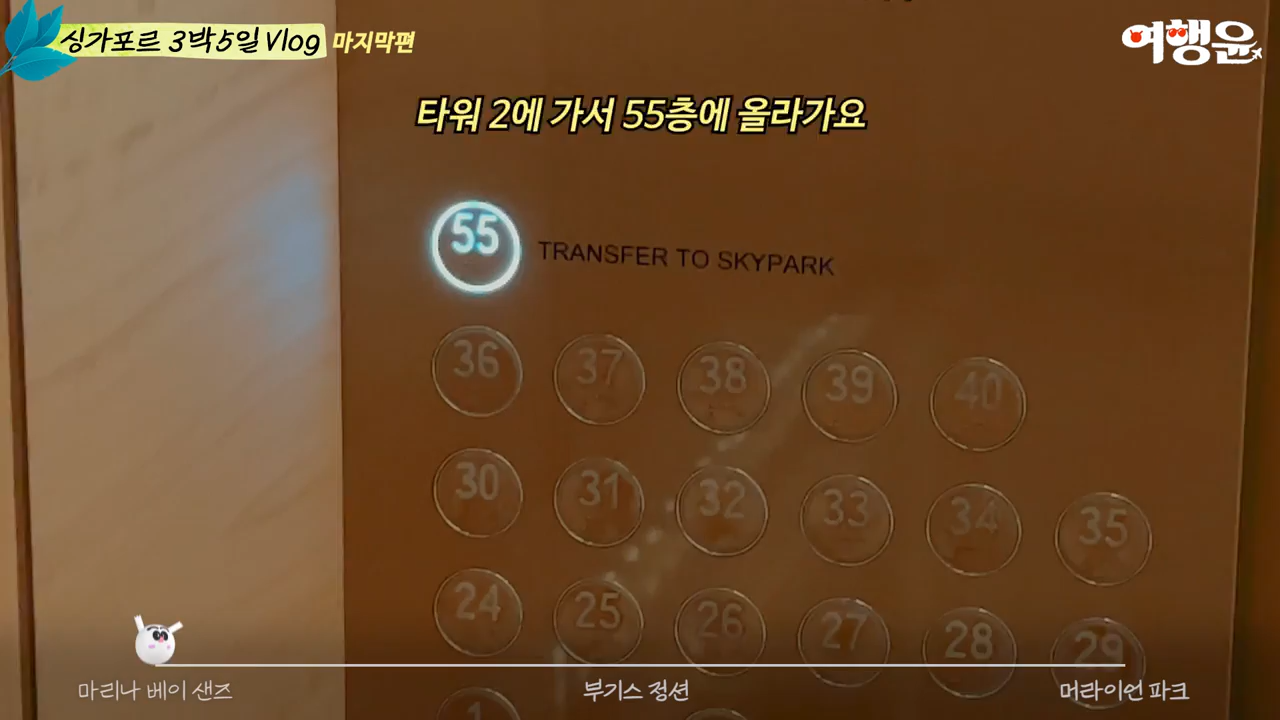 싱가포르 3박5일 Vlog 마지막편
여행윤
타워 2에 가서 55층에 올라가요
55 TRANSFER TO SKYPARK
36 37 38 39 40
30 31 32 33 34 35
24 25 26 27 28 29
1
마리나 베이 샌즈 부기스 정션 머라이언 파크